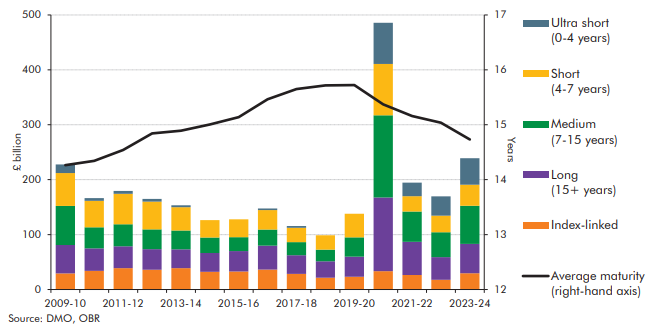 500
400
300
200
100
0
£ billion
17
16
15
14
13
12
Years
2009-10 2011-12 2013-14 2015-16 2017-18 2019-20 2021-22 2023-24
Ultra short
(0-4 years)
Short
(4-7 years)
Medium
(7-15 years)
Long
(15+ years)
Index-linked
Average maturity
(right-hand axis)
Source: DMO, OBR